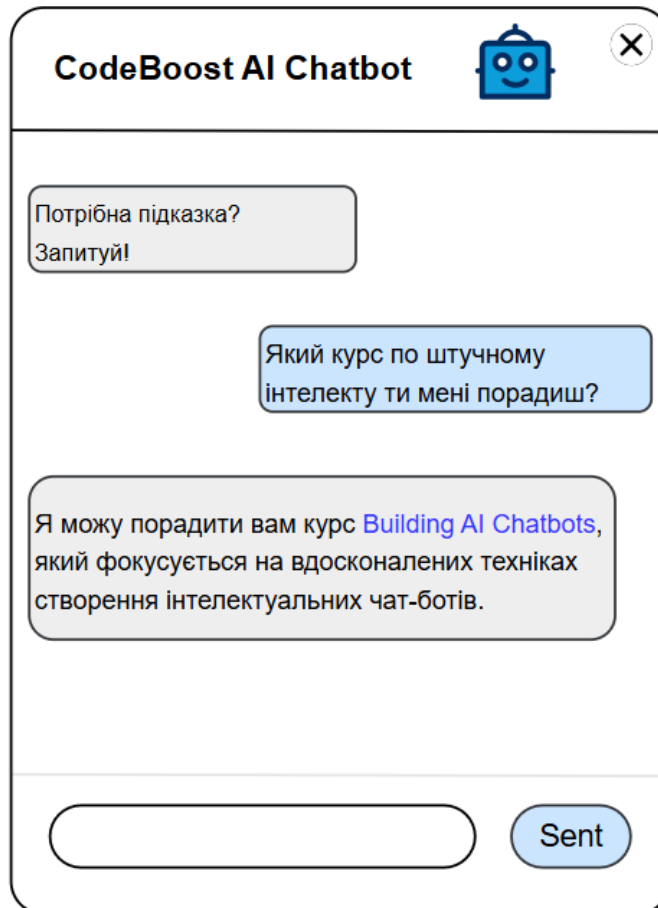 CodeBoost AI Chatbot
Потрібна підказка?
Запитуй!
Який курс по штучному
інтелекту ти мені порадиш?
Я можу порадити вам курс Building AI Chatbots,
який фокусується на вдосконалених техніках
створення інтелектуальних чат-ботів.
Sent